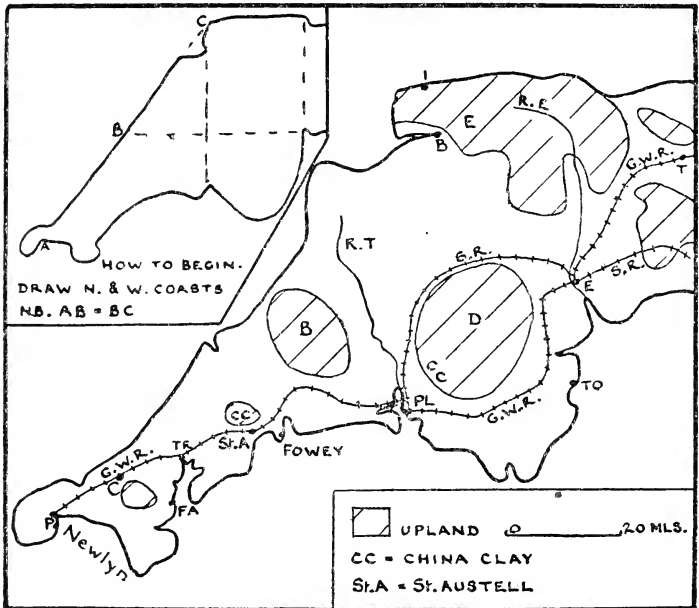 C
B
A
HOW TO BEGIN.
DRAW N. & W. COASTS
N.B. AB = BC
I
E
R.E
B
G.W.R.
T
R.T
S.R.
S.R.
E
B
D
CC
TQ
CC
PL
G.W.R.
St.A
FOWEY
G.W.R.
TR
C
FA
P
Newlyn
UPLAND 0 20 MLS.
CC = CHINA CLAY
St.A = St. AUSTELL